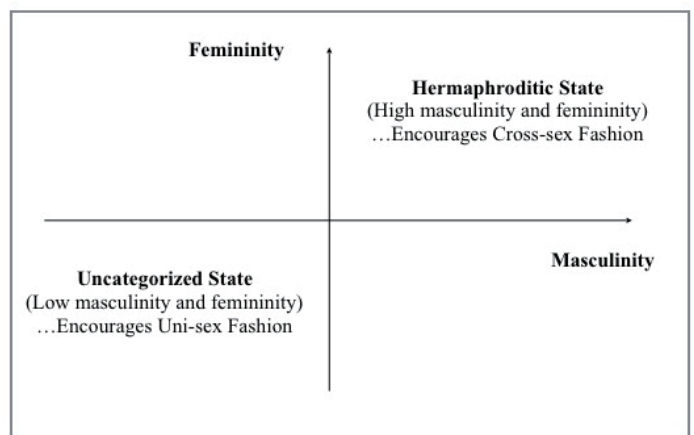 Femininity
Hermaphroditic State
(High masculinity and femininity)
…Encourages Cross-sex Fashion
Masculinity
Uncategorized State
(Low masculinity and femininity)
…Encourages Uni-sex Fashion